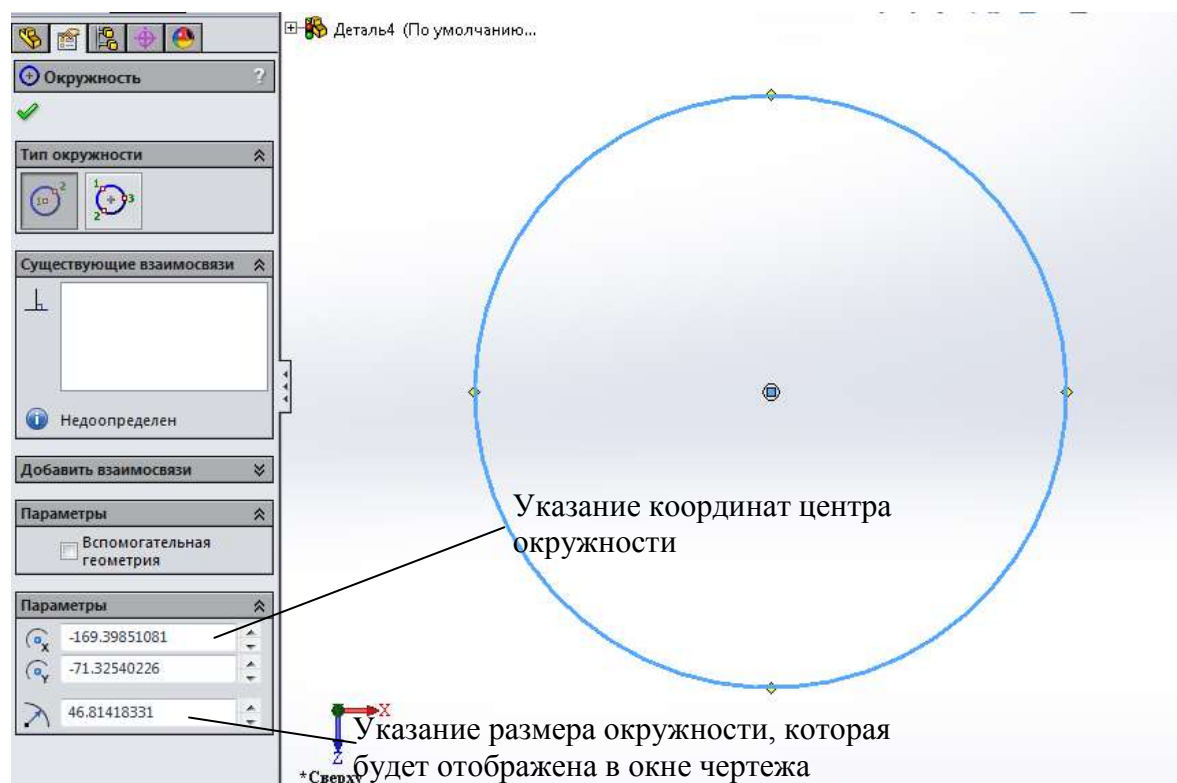 Деталь4 (По умолчанию...
Окружность
?
Тип окружности
Существующие взаимосвязи
Недоопределен
Добавить взаимосвязи
Параметры
Вспомогательная
геометрия
Параметры
X -169.39851081
Y -71.32540226
46.81418331
Указание координат центра
окружности
X
Z
Указание размера окружности, которая
будет отображена в окне чертежа
*Сверху